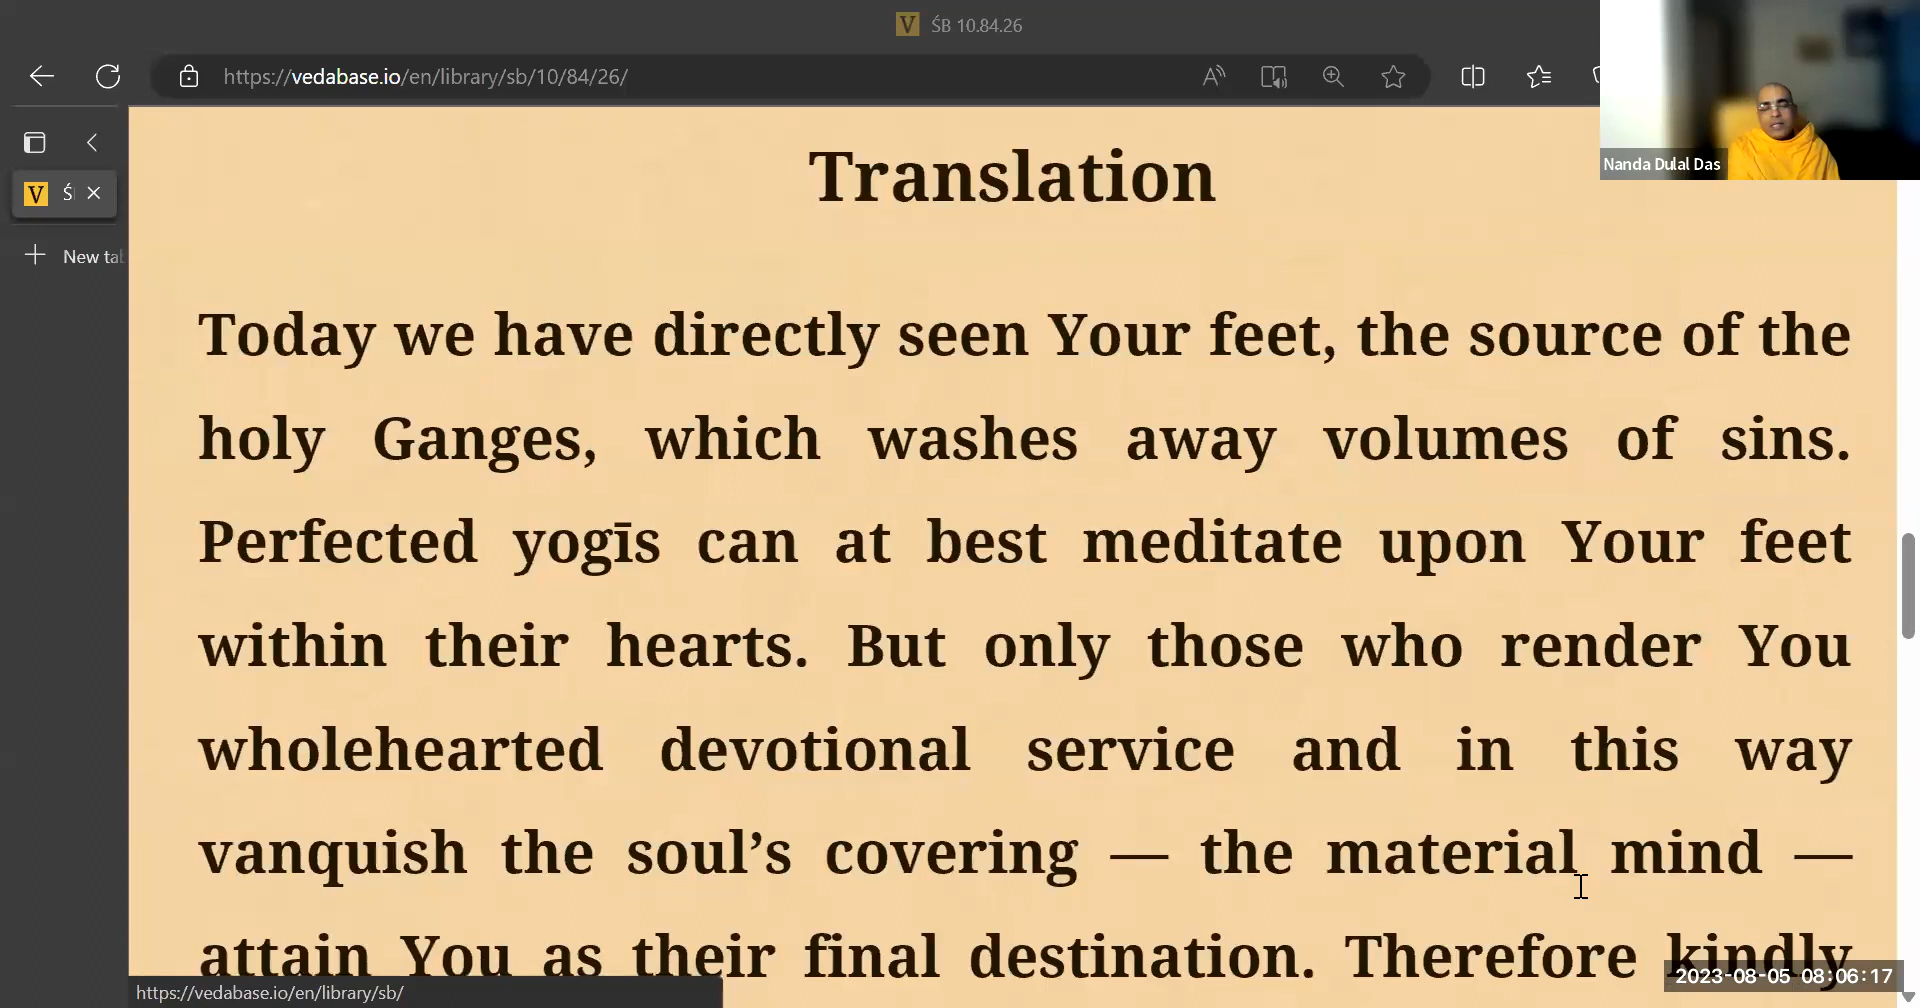 ŚB 10.84.26
https://vedabase.io/en/library/sb/10/84/26/
Nanda Dulal Das
Ś
New tab
Translation
Today we have directly seen Your feet, the source of the
holy Ganges, which washes away volumes of sins.
Perfected yogīs can at best meditate upon Your feet
within their hearts. But only those who render You
wholehearted devotional service and in this way
vanquish the soul’s covering — the material mind —
attain You as their final destination. Therefore kindly
2023-08-05 08:06:17
https://vedabase.io/en/library/sb/